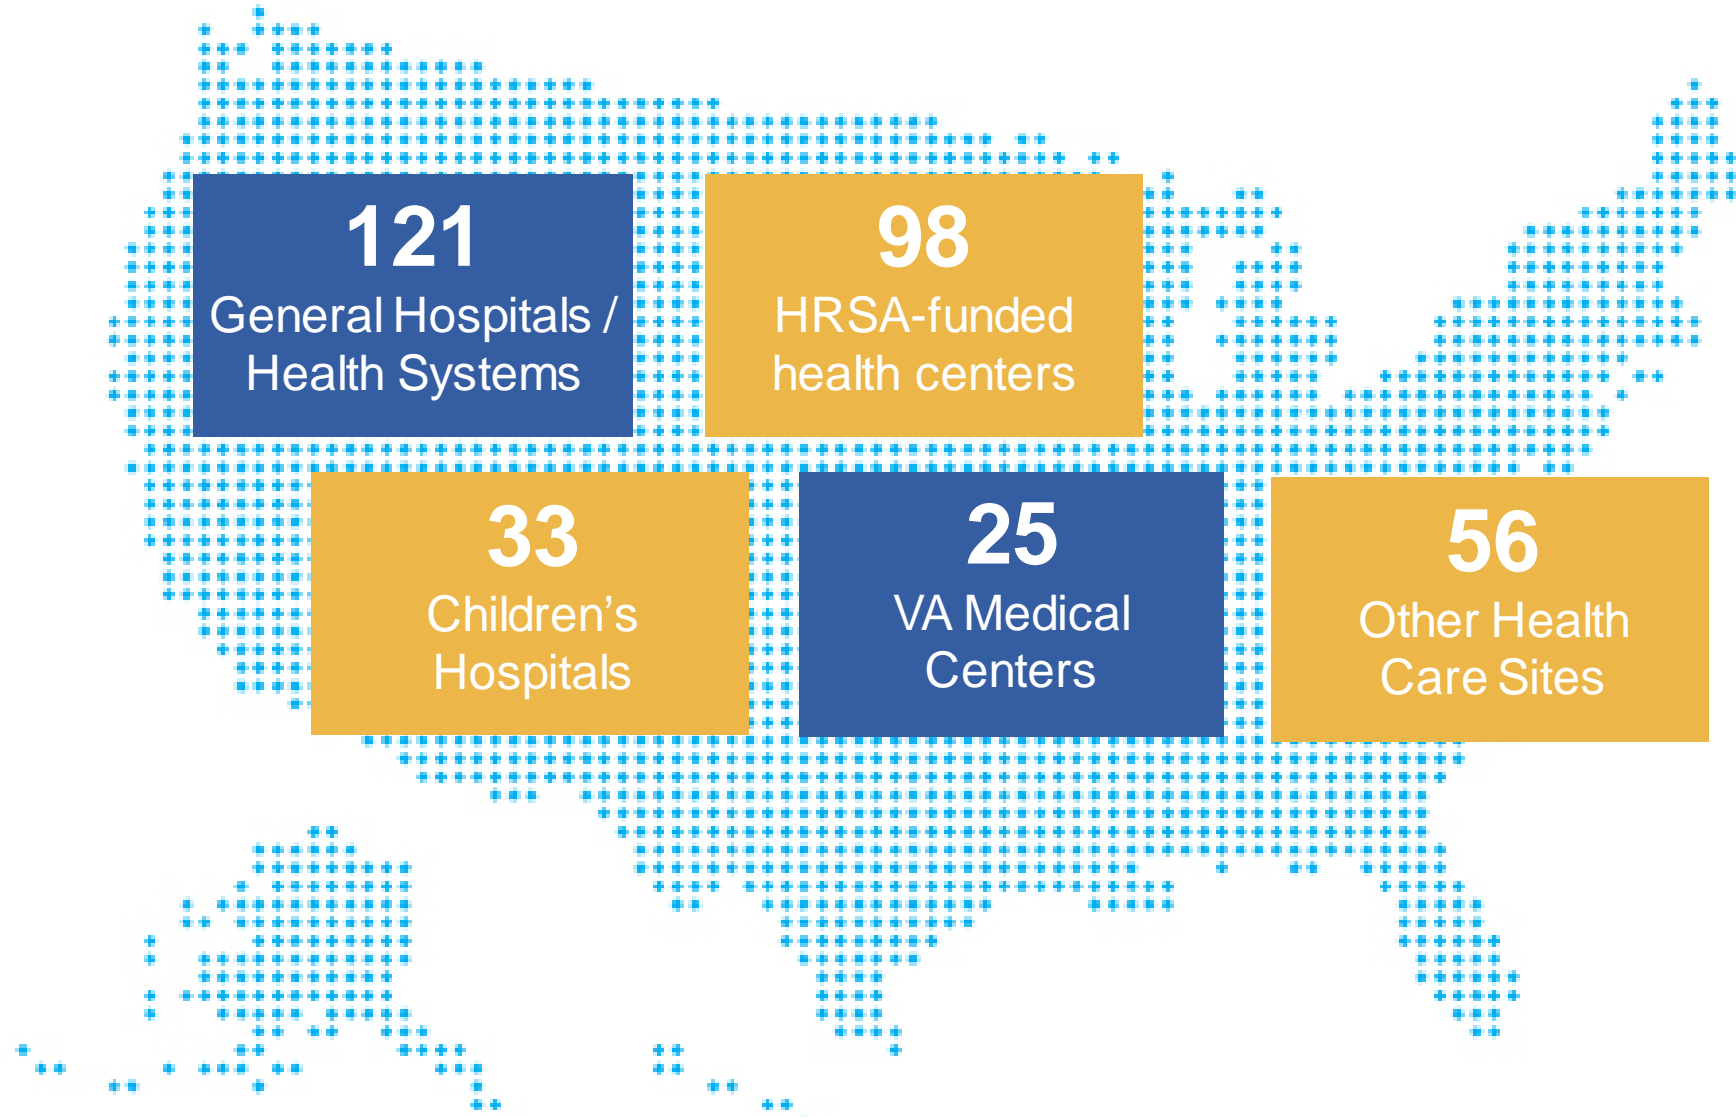 121
General Hospitals /
Health Systems
98
HRSA-funded
health centers
33
Children’s
Hospitals
25
VA Medical
Centers
56
Other Health
Care Sites